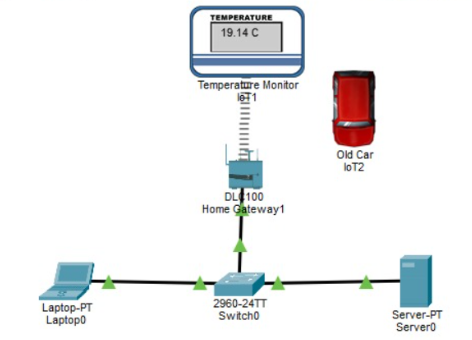 TEMPERATURE
19.14 C
Temperature Monitor
IoT1
Old Car
IoT2
DLC100
Home Gateway1
Laptop-PT
Laptop0
2960-24TT
Switch0
Server-PT
Server0